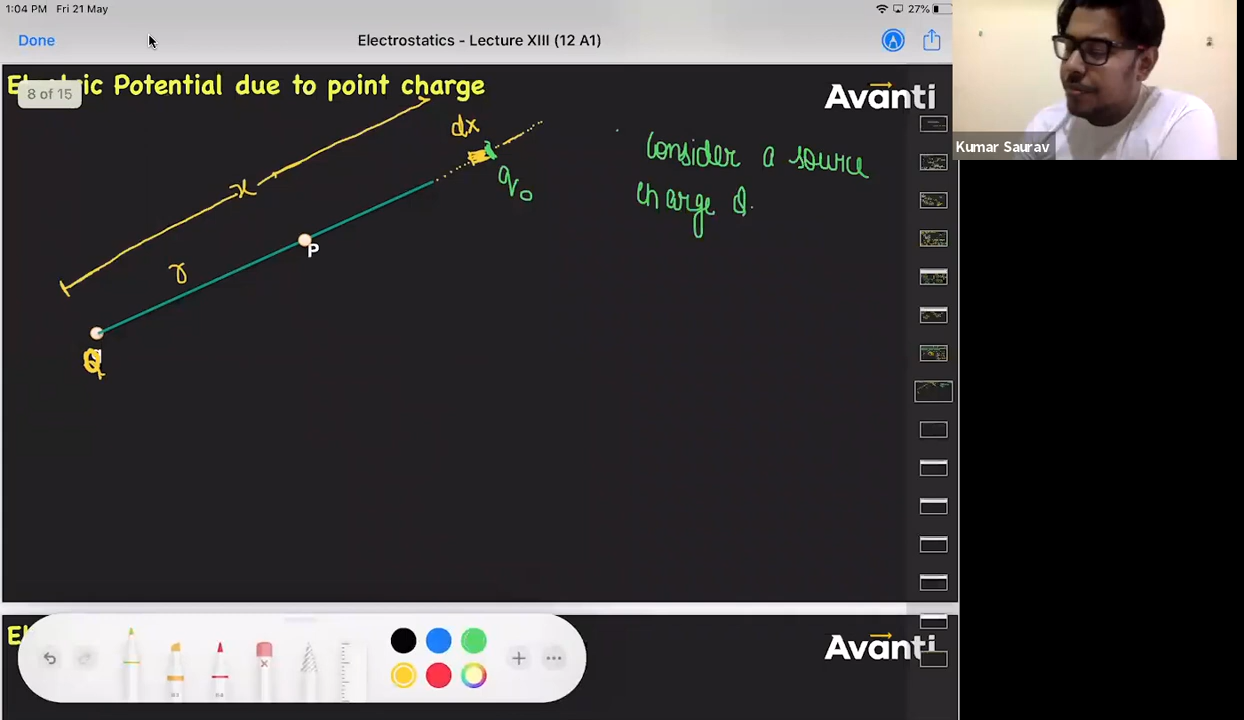 1:04 PM Fri 21 May
27%
Done
Electrostatics - Lecture XIII (12 A1)
Electric Potential due to point charge
8 of 15
Avanti
dx
x
q₀
Consider a source
charge Q.
P
r
Q
Kumar Saurav
El
Avanti